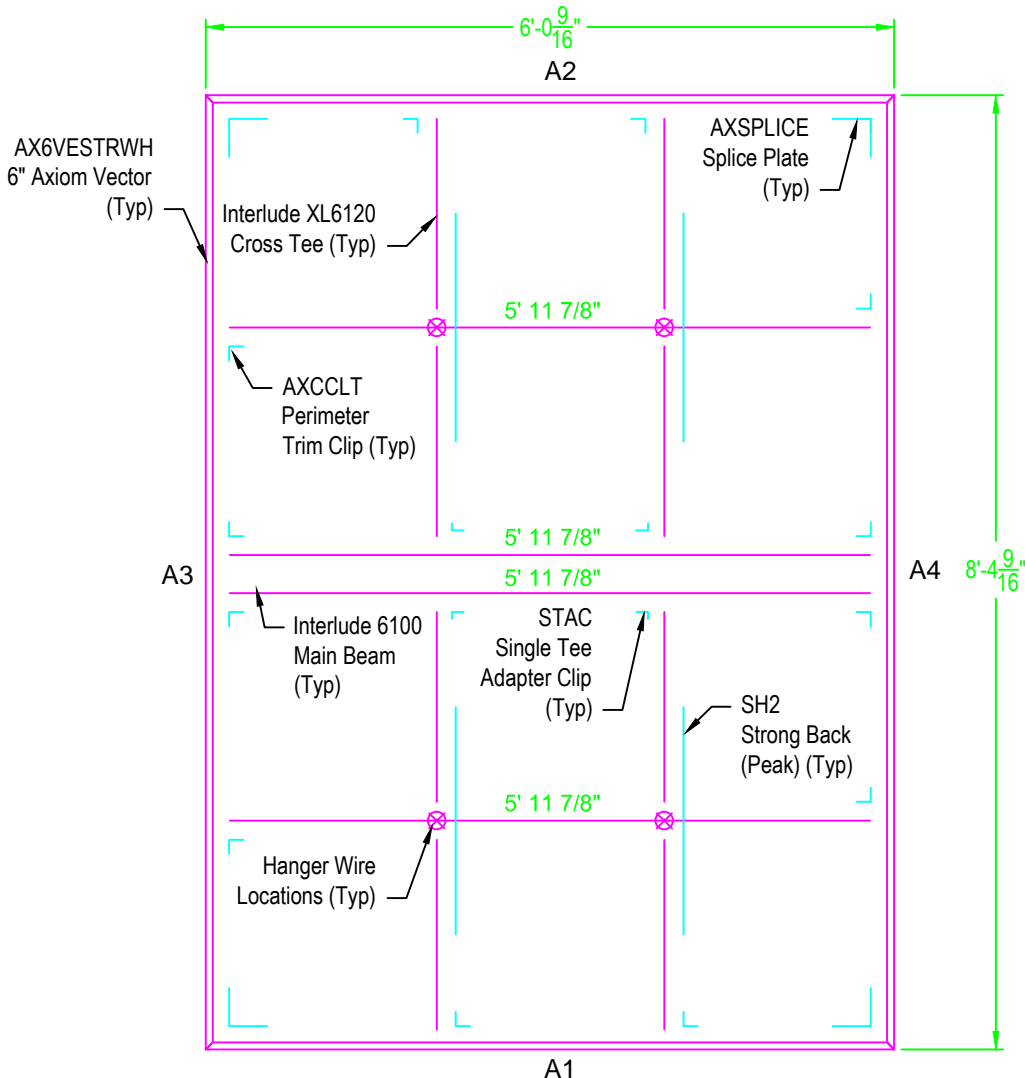 6'-0 9/16"
A2
AX6VESTRWH
6" Axiom Vector
(Typ)
AXSPLICE
Splice Plate
(Typ)
Interlude XL6120
Cross Tee (Typ)
5' 11 7/8"
AXCCLT
Perimeter
Trim Clip (Typ)
5' 11 7/8"
A3
5' 11 7/8"
A4
8'-4 9/16"
Interlude 6100
Main Beam
(Typ)
STAC
Single Tee
Adapter Clip
(Typ)
SH2
Strong Back
(Peak) (Typ)
5' 11 7/8"
Hanger Wire
Locations (Typ)
A1